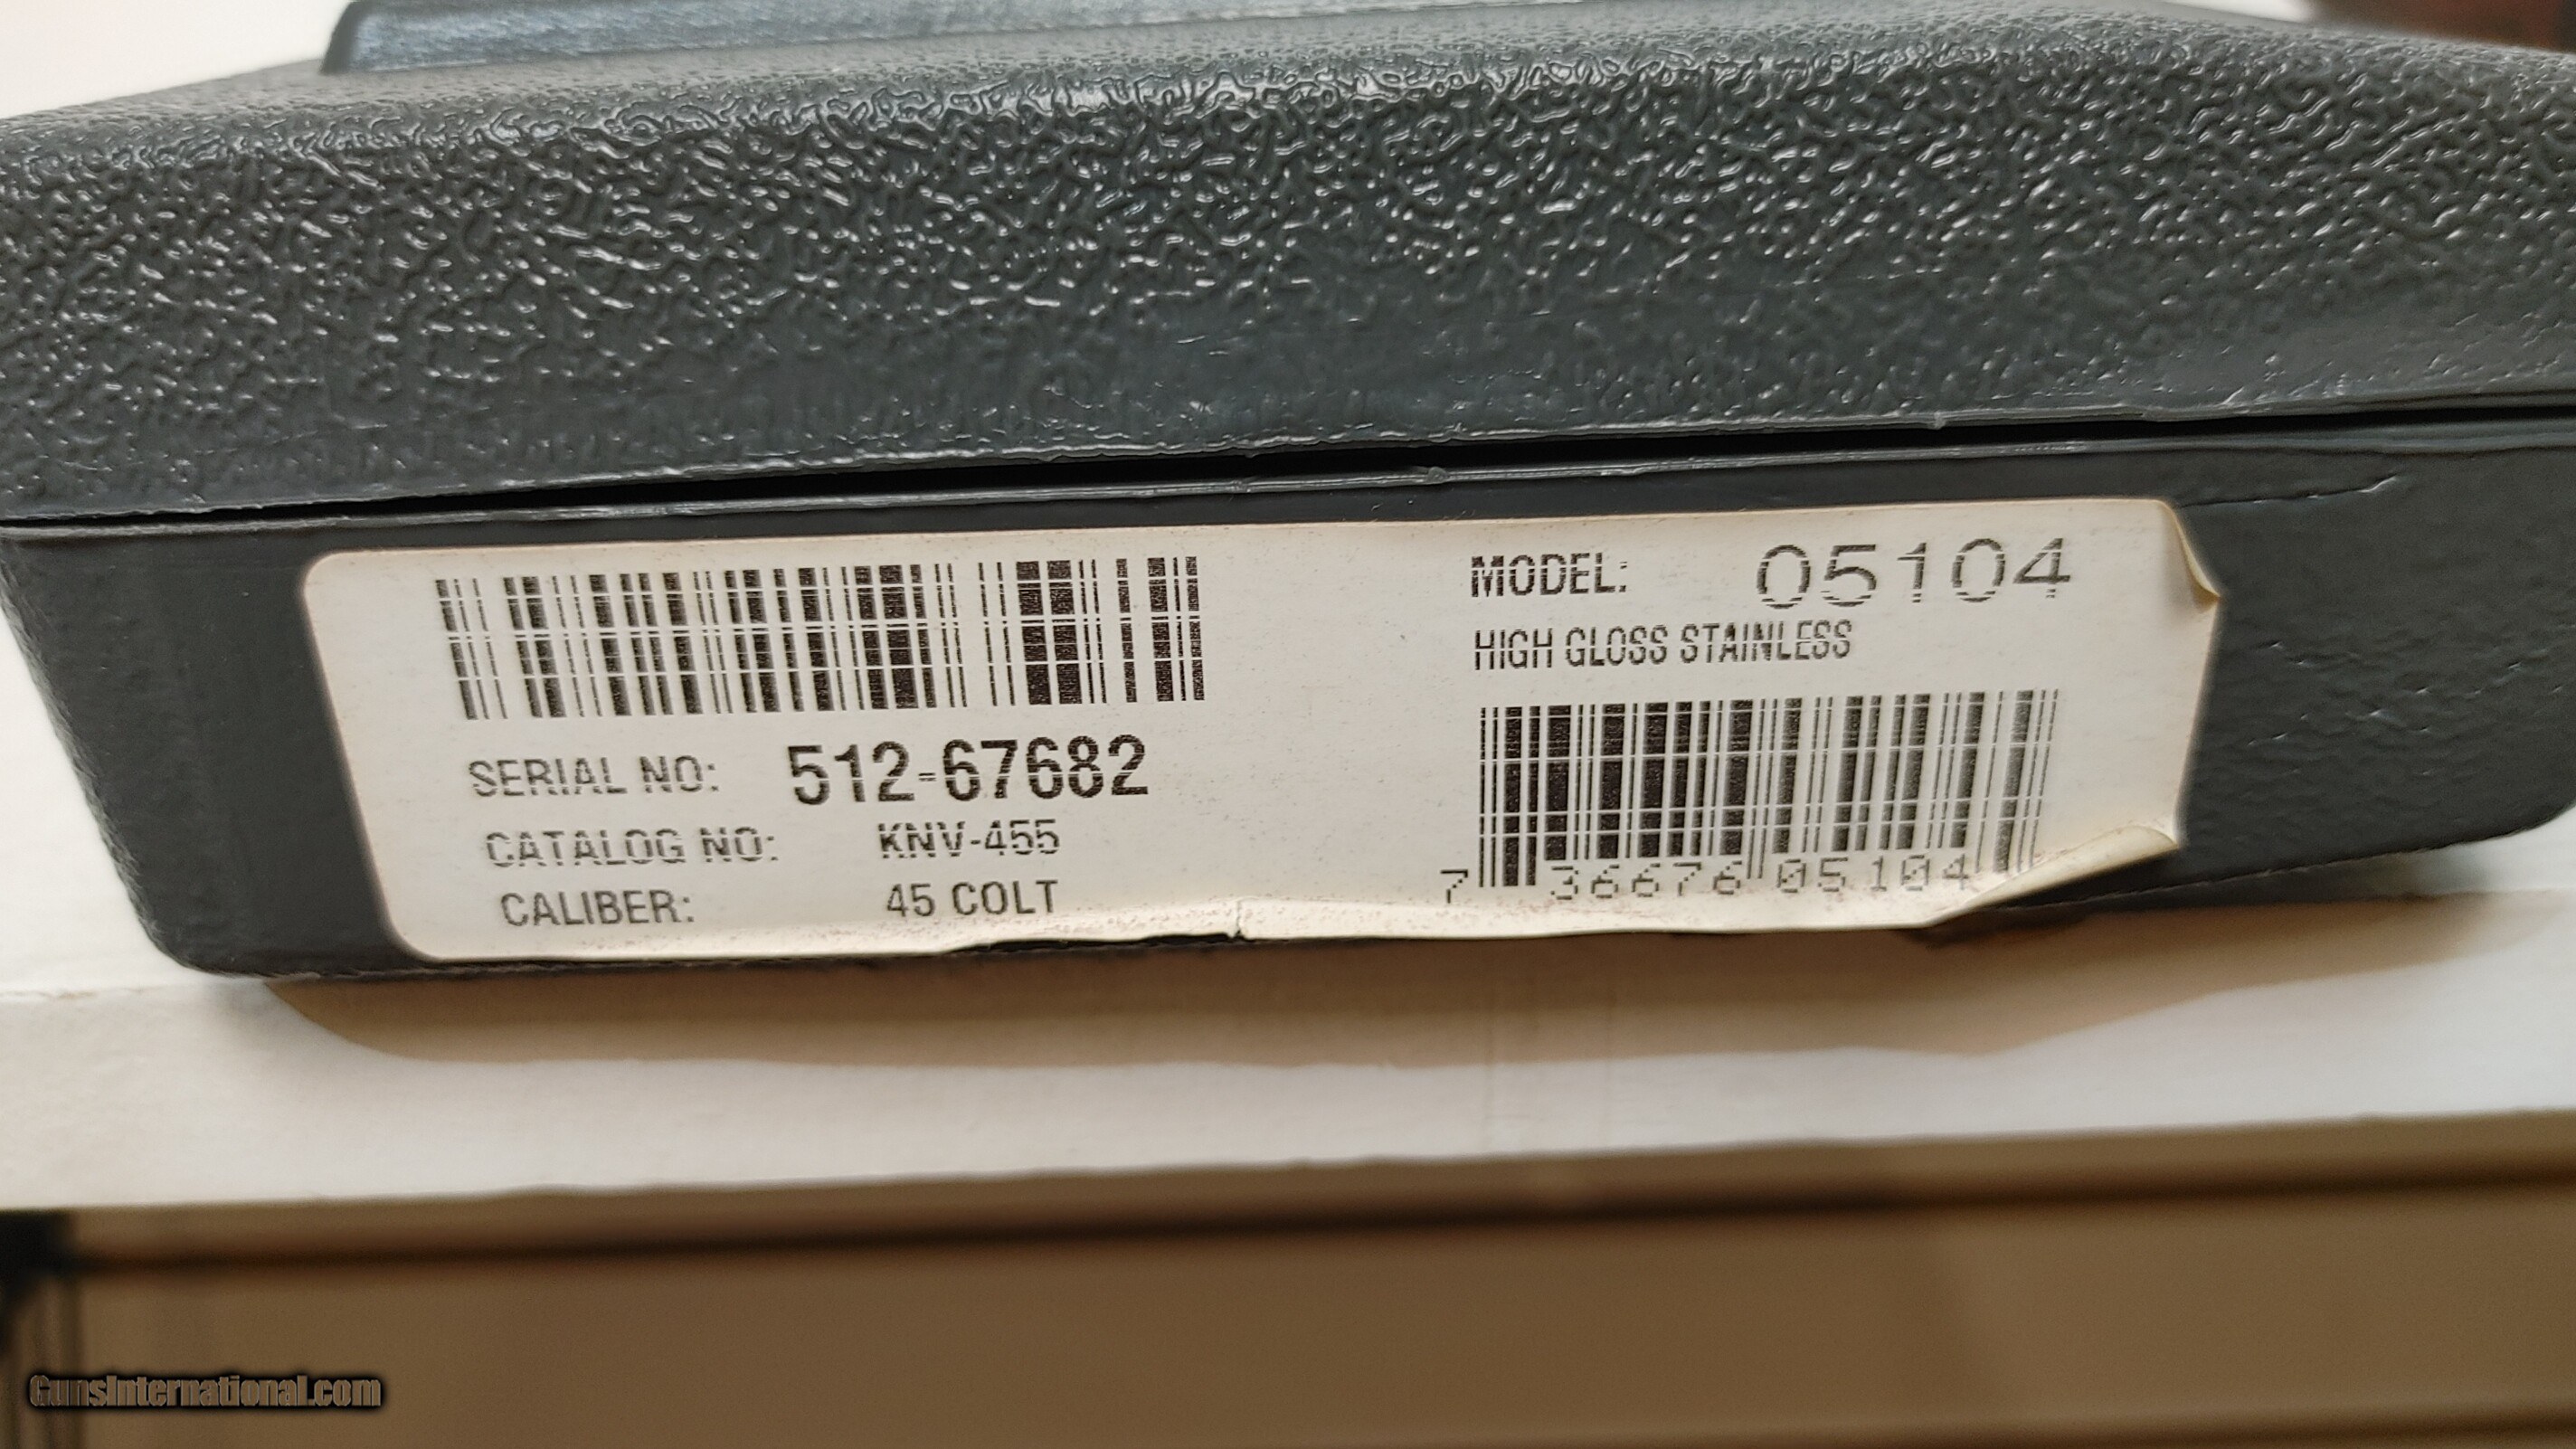 SERIAL NO: 512-67682
CATALOG NO: KNV-455
CALIBER: 45 COLT
MODEL: 05104
HIGH GLOSS STAINLESS
7 36676 05104
GunsInternational.com